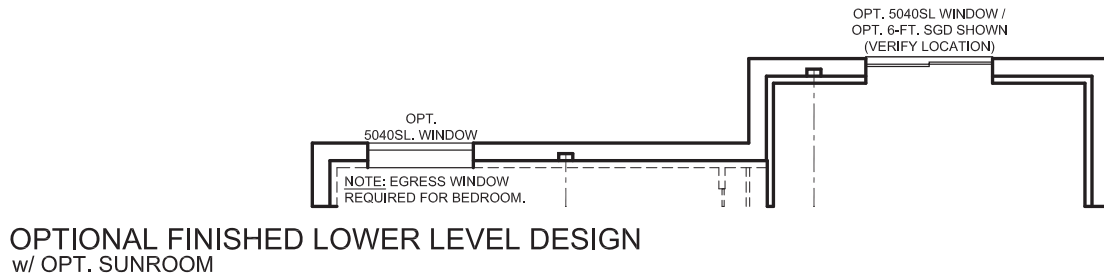 OPT. 5040SL WINDOW /
OPT. 6-FT. SGD SHOWN
(VERIFY LOCATION)
OPT.
5040SL. WINDOW
NOTE: EGRESS WINDOW
REQUIRED FOR BEDROOM.
OPTIONAL FINISHED LOWER LEVEL DESIGN
w/ OPT. SUNROOM